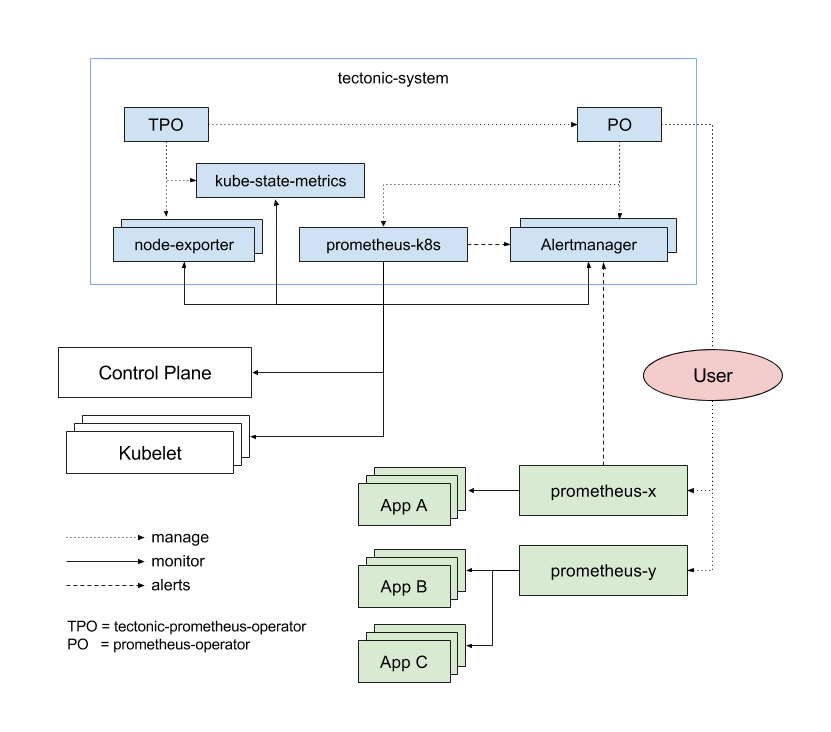 tectonic-system
TPO
PO
kube-state-metrics
node-exporter
prometheus-k8s
Alertmanager
Control Plane
User
Kubelet
prometheus-x
App A
manage
monitor
prometheus-y
alerts
App B
TPO = tectonic-prometheus-operator
PO = prometheus-operator
App C